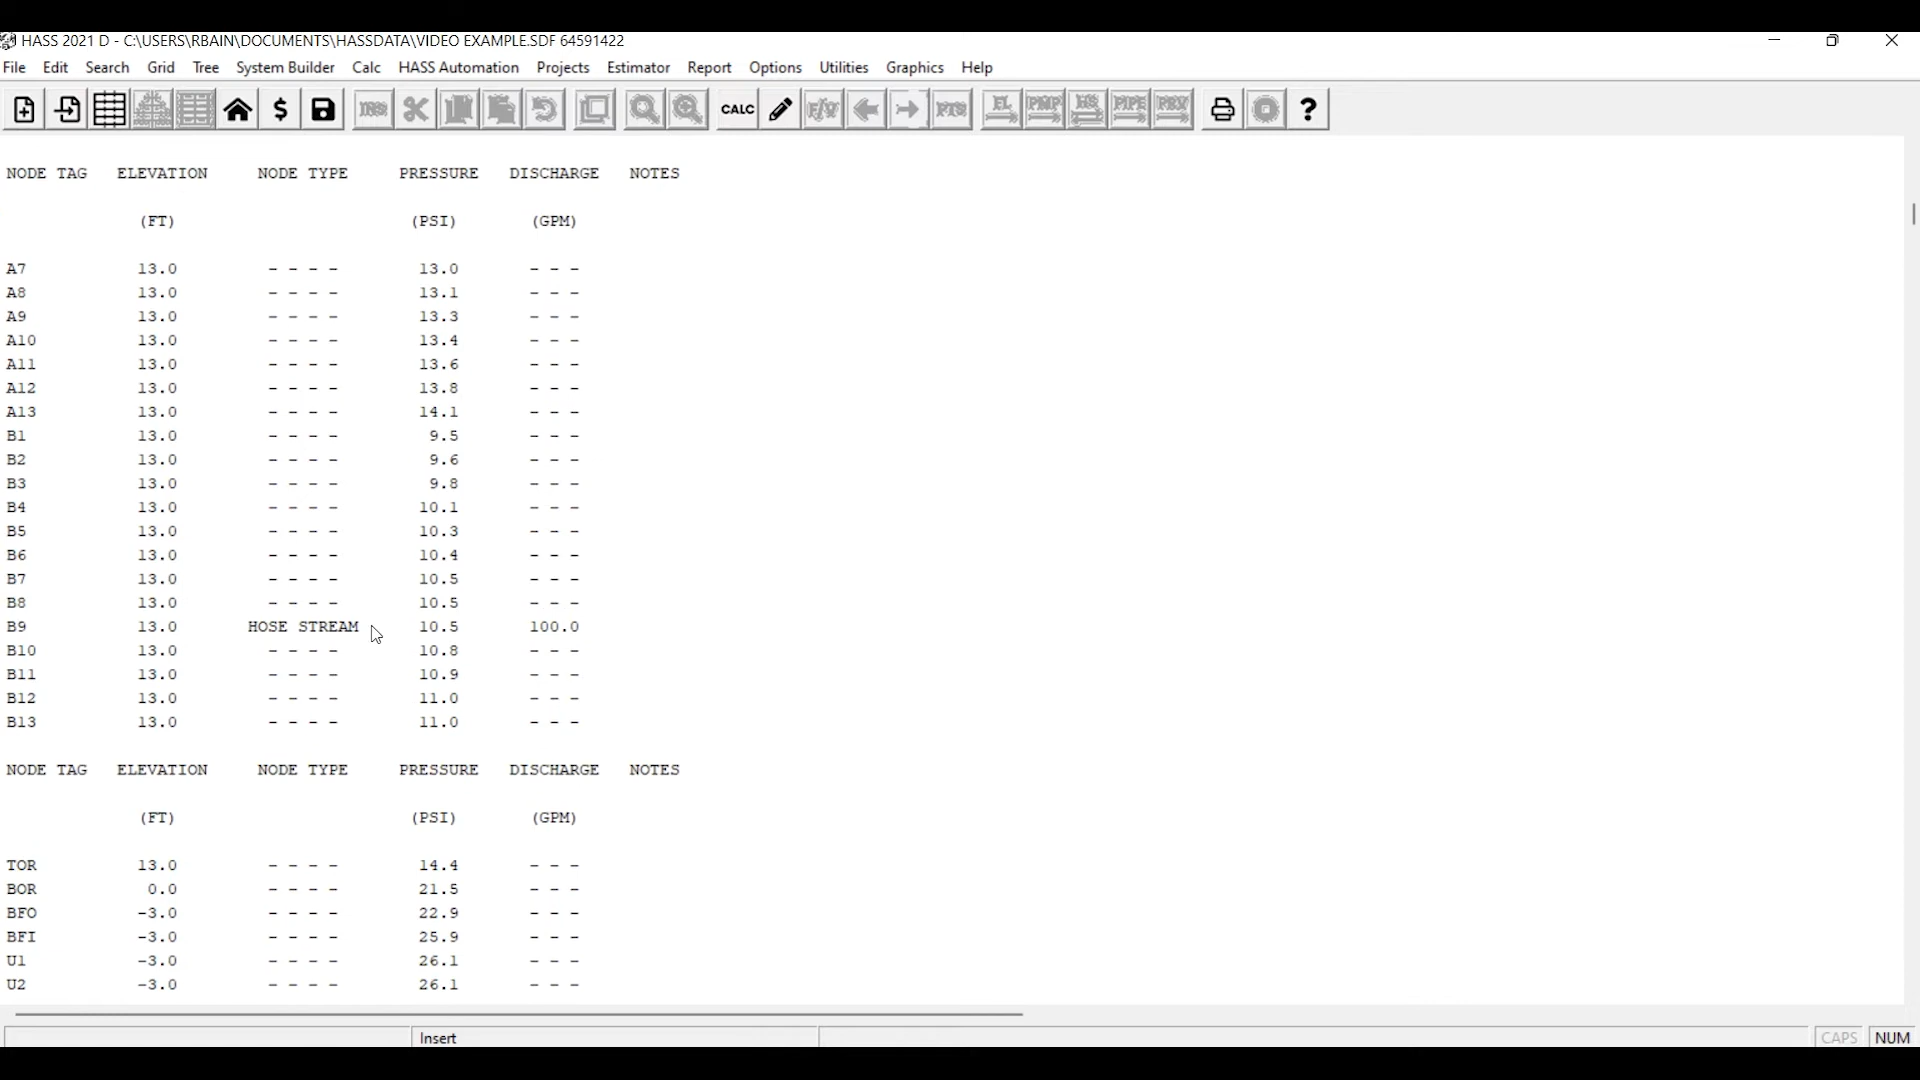 HASS 2021 D - C:\USERS\RBAIN\DOCUMENTS\HASSDATA\VIDEO EXAMPLE.SDF 64591422
File Edit Search Grid Tree System Builder Calc HASS Automation Projects Estimator Report Options Utilities Graphics Help
$ INS CALC F/W PTS EL PMP HS PIPE PRV ?
NODE TAG ELEVATION NODE TYPE PRESSURE DISCHARGE NOTES
(FT) (PSI) (GPM)
A7 13.0 - - - - 13.0 - - -
A8 13.0 - - - - 13.1 - - -
A9 13.0 - - - - 13.3 - - -
A10 13.0 - - - - 13.4 - - -
A11 13.0 - - - - 13.6 - - -
A12 13.0 - - - - 13.8 - - -
A13 13.0 - - - - 14.1 - - -
B1 13.0 - - - - 9.5 - - -
B2 13.0 - - - - 9.6 - - -
B3 13.0 - - - - 9.8 - - -
B4 13.0 - - - - 10.1 - - -
B5 13.0 - - - - 10.3 - - -
B6 13.0 - - - - 10.4 - - -
B7 13.0 - - - - 10.5 - - -
B8 13.0 - - - - 10.5 - - -
B9 13.0 HOSE STREAM 10.5 100.0
B10 13.0 - - - - 10.8 - - -
B11 13.0 - - - - 10.9 - - -
B12 13.0 - - - - 11.0 - - -
B13 13.0 - - - - 11.0 - - -
NODE TAG ELEVATION NODE TYPE PRESSURE DISCHARGE NOTES
(FT) (PSI) (GPM)
TOR 13.0 - - - - 14.4 - - -
BOR 0.0 - - - - 21.5 - - -
BFO -3.0 - - - - 22.9 - - -
BFI -3.0 - - - - 25.9 - - -
U1 -3.0 - - - - 26.1 - - -
U2 -3.0 - - - - 26.1 - - -
Insert CAPS NUM